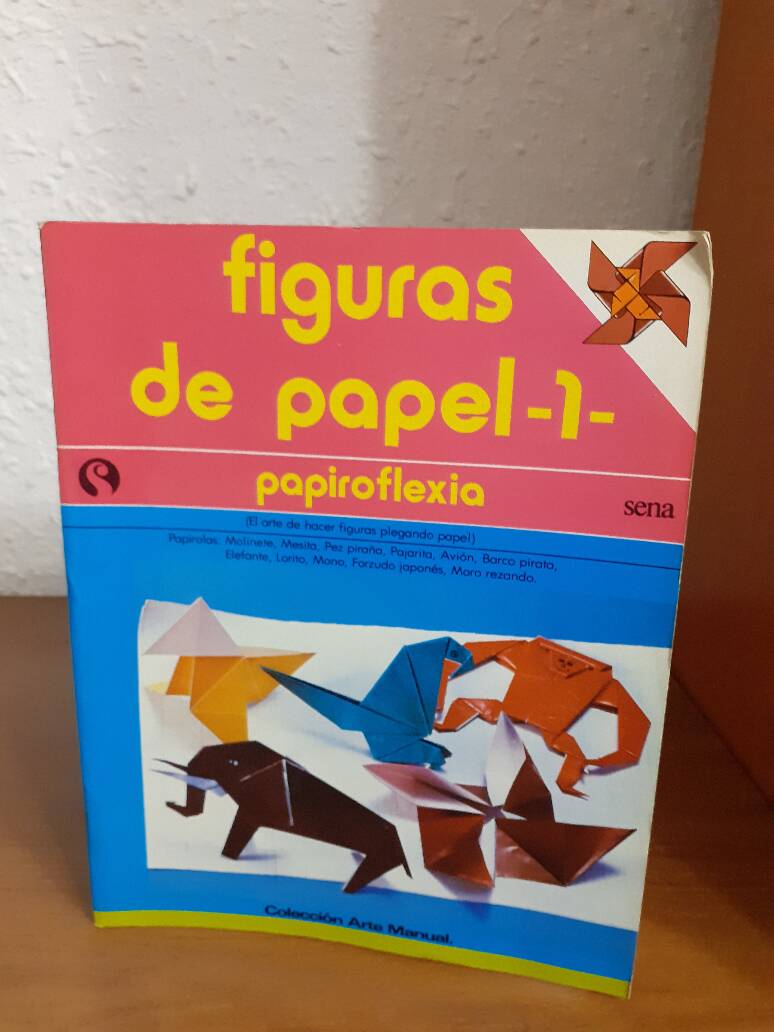 figuras
de papel-1-
papiroflexia
sena
(El arte de hacer figuras plegando papel)
Papirolas: Molinete, Mesita, Pez piraña, Pajarita, Avión, Barco pirata,
Elefante, Lorito, Mono, Forzudo japonés, Moro rezando.
Colección Arte Manual.